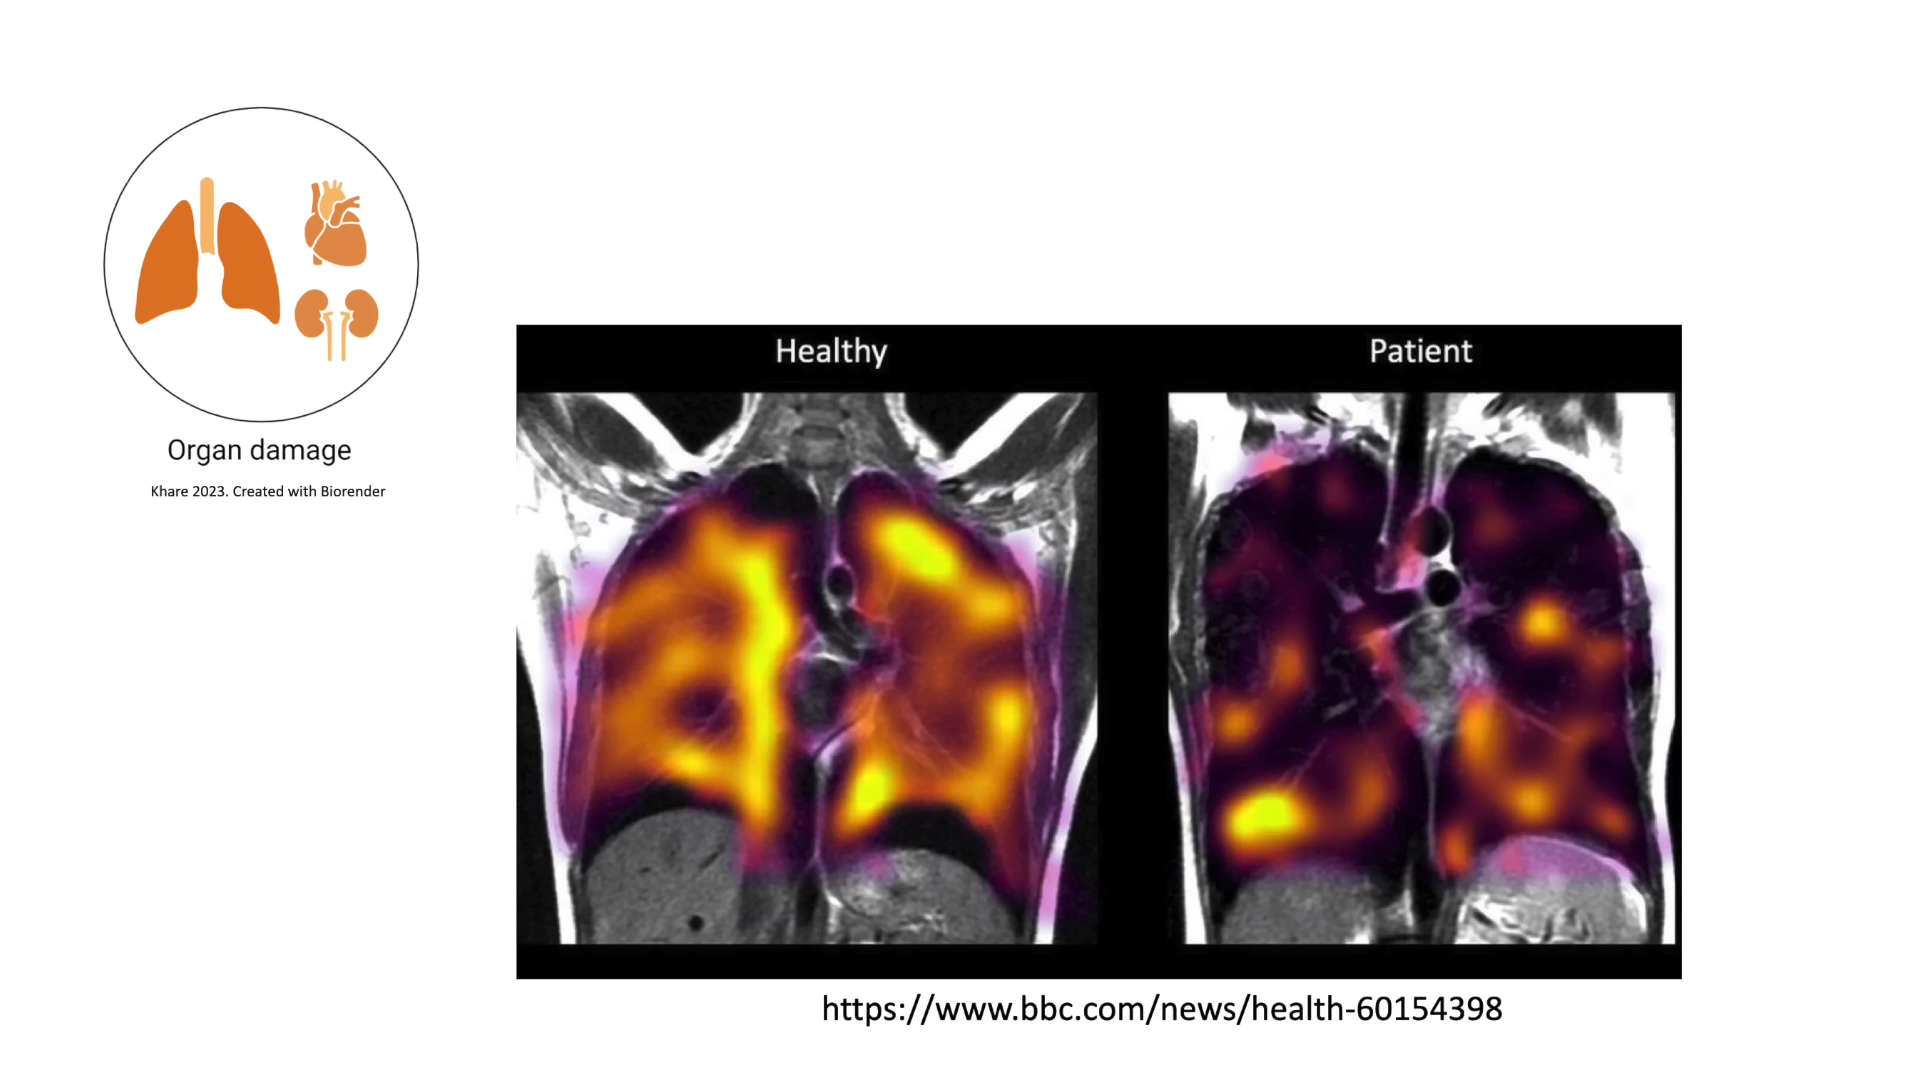 Organ damage
Khare 2023. Created with Biorender
Healthy
Patient
https://www.bbc.com/news/health-60154398